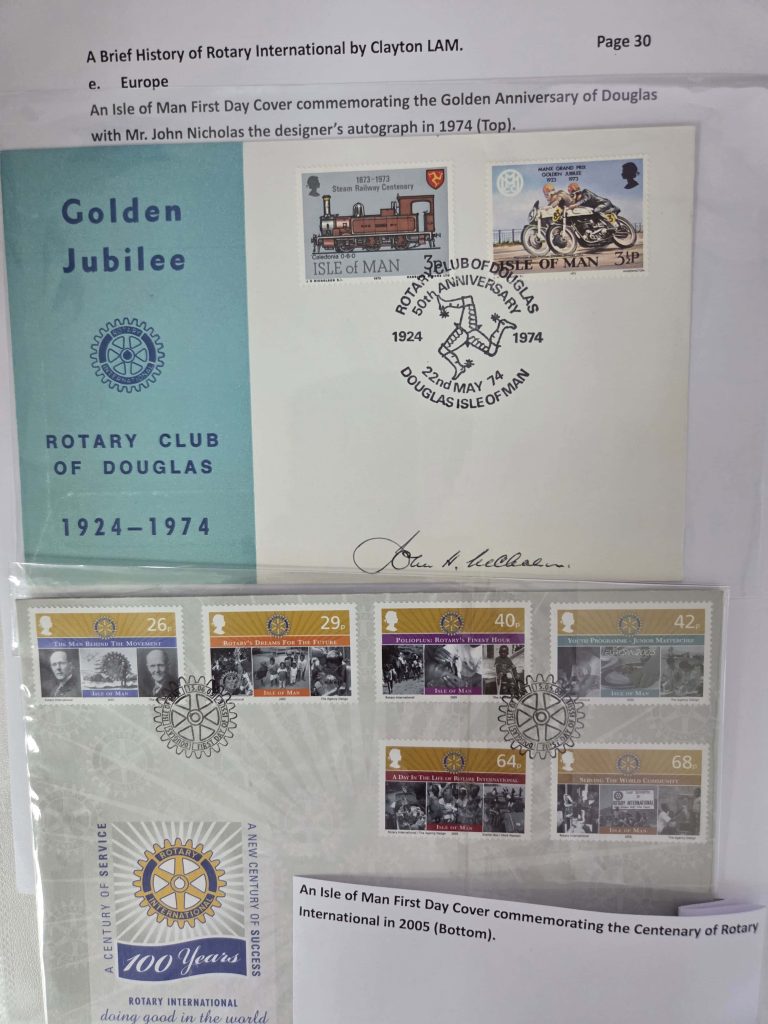 A Brief History of Rotary International by Clayton LAM. Page 30
e. Europe
An Isle of Man First Day Cover commemorating the Golden Anniversary of Douglas
with Mr. John Nicholas the designer's autograph in 1974 (Top).
Golden
Jubilee
ROTARY
INTERNATIONAL
ROTARY CLUB
OF DOUGLAS
1924–1974
1873-1973
Steam Railway Centenary
Caledonia 0-6-0
3p
ISLE of MAN
MANX GRAND PRIX
GOLDEN JUBILEE
1923 1973
ISLE OF MAN 3½P
ROTARY CLUB OF DOUGLAS
50th ANNIVERSARY
1924 1974
22nd MAY 74
DOUGLAS ISLE OF MAN
John H. Nicholson.
26p
THE MAN BEHIND THE MOVEMENT
ISLE OF MAN
29p
ROTARY'S DREAMS FOR THE FUTURE
ISLE OF MAN
40p
POLIOPLUS: ROTARY'S FINEST HOUR
ISLE OF MAN
42p
YOUTH PROGRAMME - JUNIOR MASTERCHEF
ISLE OF MAN
64p
A DAY IN THE LIFE OF ROTARY INTERNATIONAL
ISLE OF MAN
68p
SERVING THE WORLD COMMUNITY
ROTARY INTERNATIONAL
ISLE OF MAN
A CENTURY OF SERVICE
A NEW CENTURY OF SUCCESS
ROTARY
INTERNATIONAL
100 Years
ROTARY INTERNATIONAL
doing good in the world
An Isle of Man First Day Cover commemorating the Centenary of Rotary
International in 2005 (Bottom).